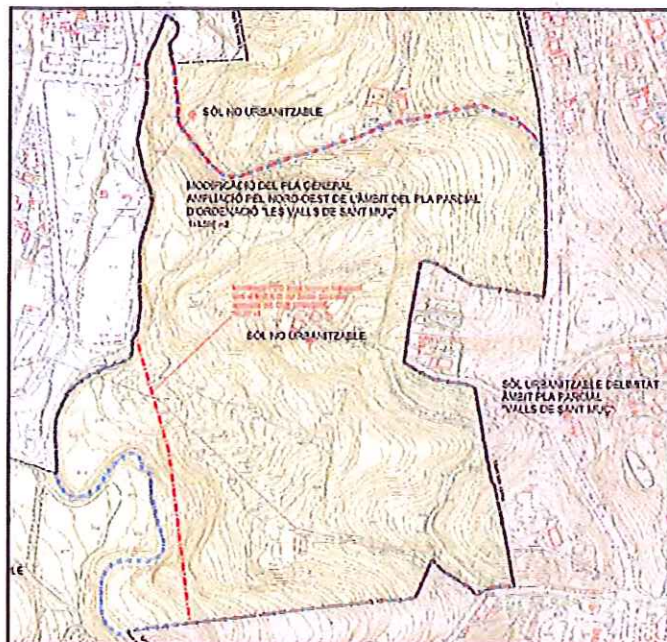 SÒL NO URBANITZABLE
MODIFICACIÓ DEL PLA GENERAL
AMPLIACIÓ PEL NORD-OEST DE L'ÀMBIT DEL PLA PARCIAL
D'ORDENACIÓ "LES VALLS DE SANT MUÇ"
SÒL NO URBANITZABLE
SÒL URBANITZABLE DELIMITAT
ÀMBIT PLA PARCIAL
"VALLS DE SANT MUÇ"
LE